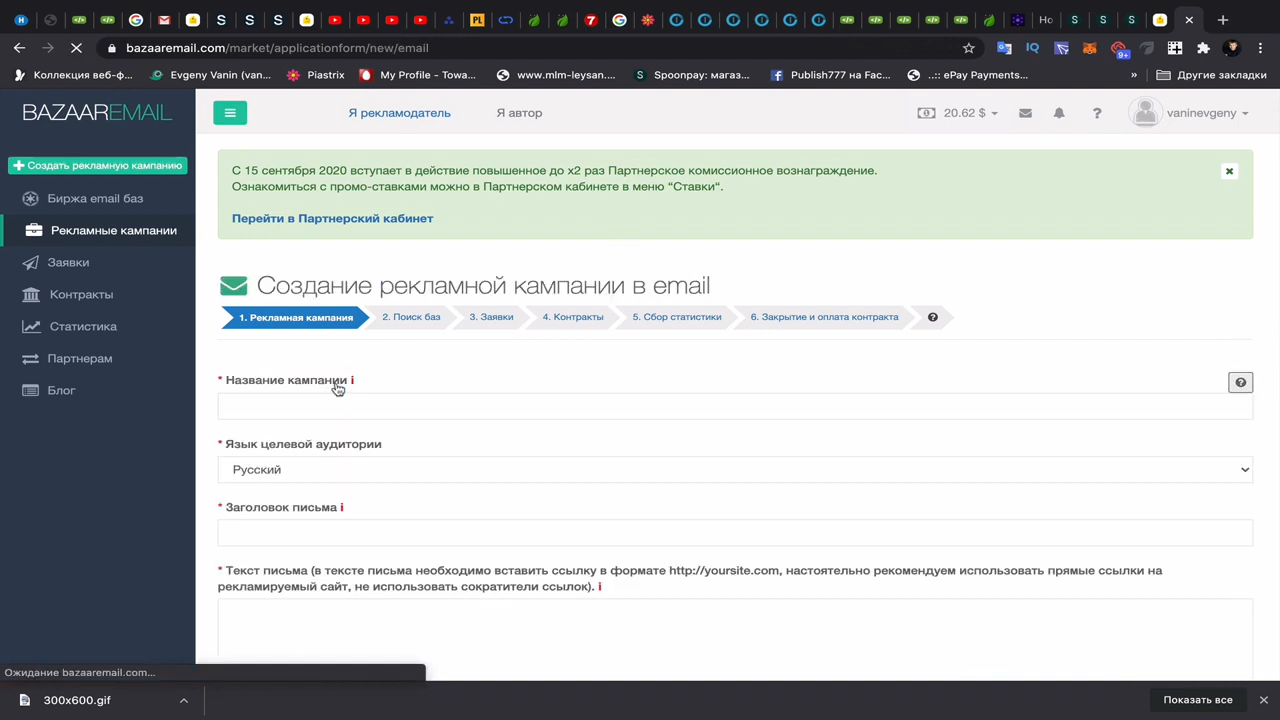 bazaaremail.com/market/applicationform/new/email
9+
Коллекция веб-ф...
Evgeny Vanin (van...
Piastrix
My Profile - Towa...
www.mlm-leysan...
Spoonpay: магаз...
Publish777 на Fac...
..:: ePay Payments...
»
Другие закладки
BAZAAREMAIL
Я рекламодатель
Я автор
20.62 $
?
vaninevgeny
Создать рекламную кампанию
Биржа email баз
Рекламные кампании
Заявки
Контракты
Статистика
Партнерам
Блог
С 15 сентября 2020 вступает в действие повышенное до x2 раз Партнерское комиссионное вознаграждение.
Ознакомиться с промо-ставками можно в Партнерском кабинете в меню “Ставки“.
Перейти в Партнерский кабинет
Создание рекламной кампании в email
1. Рекламная кампания
2. Поиск баз
3. Заявки
4. Контракты
5. Сбор статистики
6. Закрытие и оплата контракта
?
* Название кампании i
?
* Язык целевой аудитории
Русский
* Заголовок письма i
* Текст письма (в тексте письма необходимо вставить ссылку в формате http://yoursite.com, настоятельно рекомендуем использовать прямые ссылки на
рекламируемый сайт, не использовать сократители ссылок). i
Ожидание bazaaremail.com...
300x600.gif
Показать все